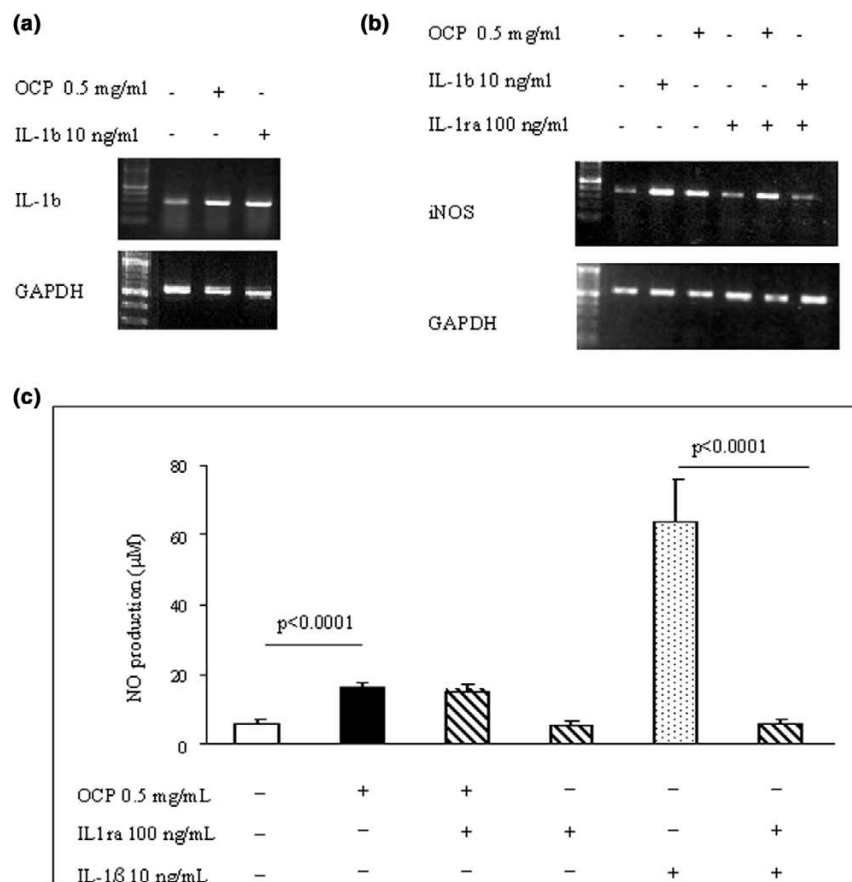 (a)
OCP 0.5 mg/ml - + -
IL-1b 10 ng/ml - - +
IL-1b
GAPDH
(b)
OCP 0.5 mg/ml - - + - + -
IL-1b 10 ng/ml - + - - - +
IL-1ra 100 ng/ml - - - + + +
iNOS
GAPDH
(c)
NO production (µM)
80
60
40
20
0
p<0.0001
p<0.0001
OCP 0.5 mg/mL – + + – – –
IL1ra 100 ng/mL – – + + – +
IL-1ß 10 ng/mL – – – – + +